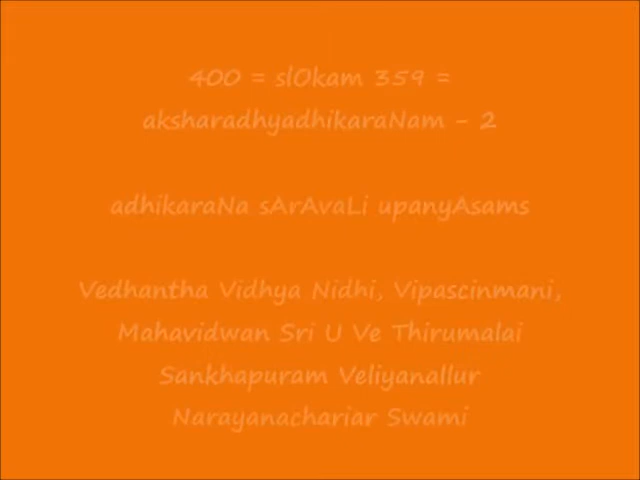 400 = slOkam 359 =
aksharadhyadhikaraNam - 2
adhikaraNa sArAvaLi upanyAsams
Vedhantha Vidhya Nidhi, Vipascinmani,
Mahavidwan Sri U Ve Thirumalai
Sankhapuram Veliyanallur
Narayanachariar Swami